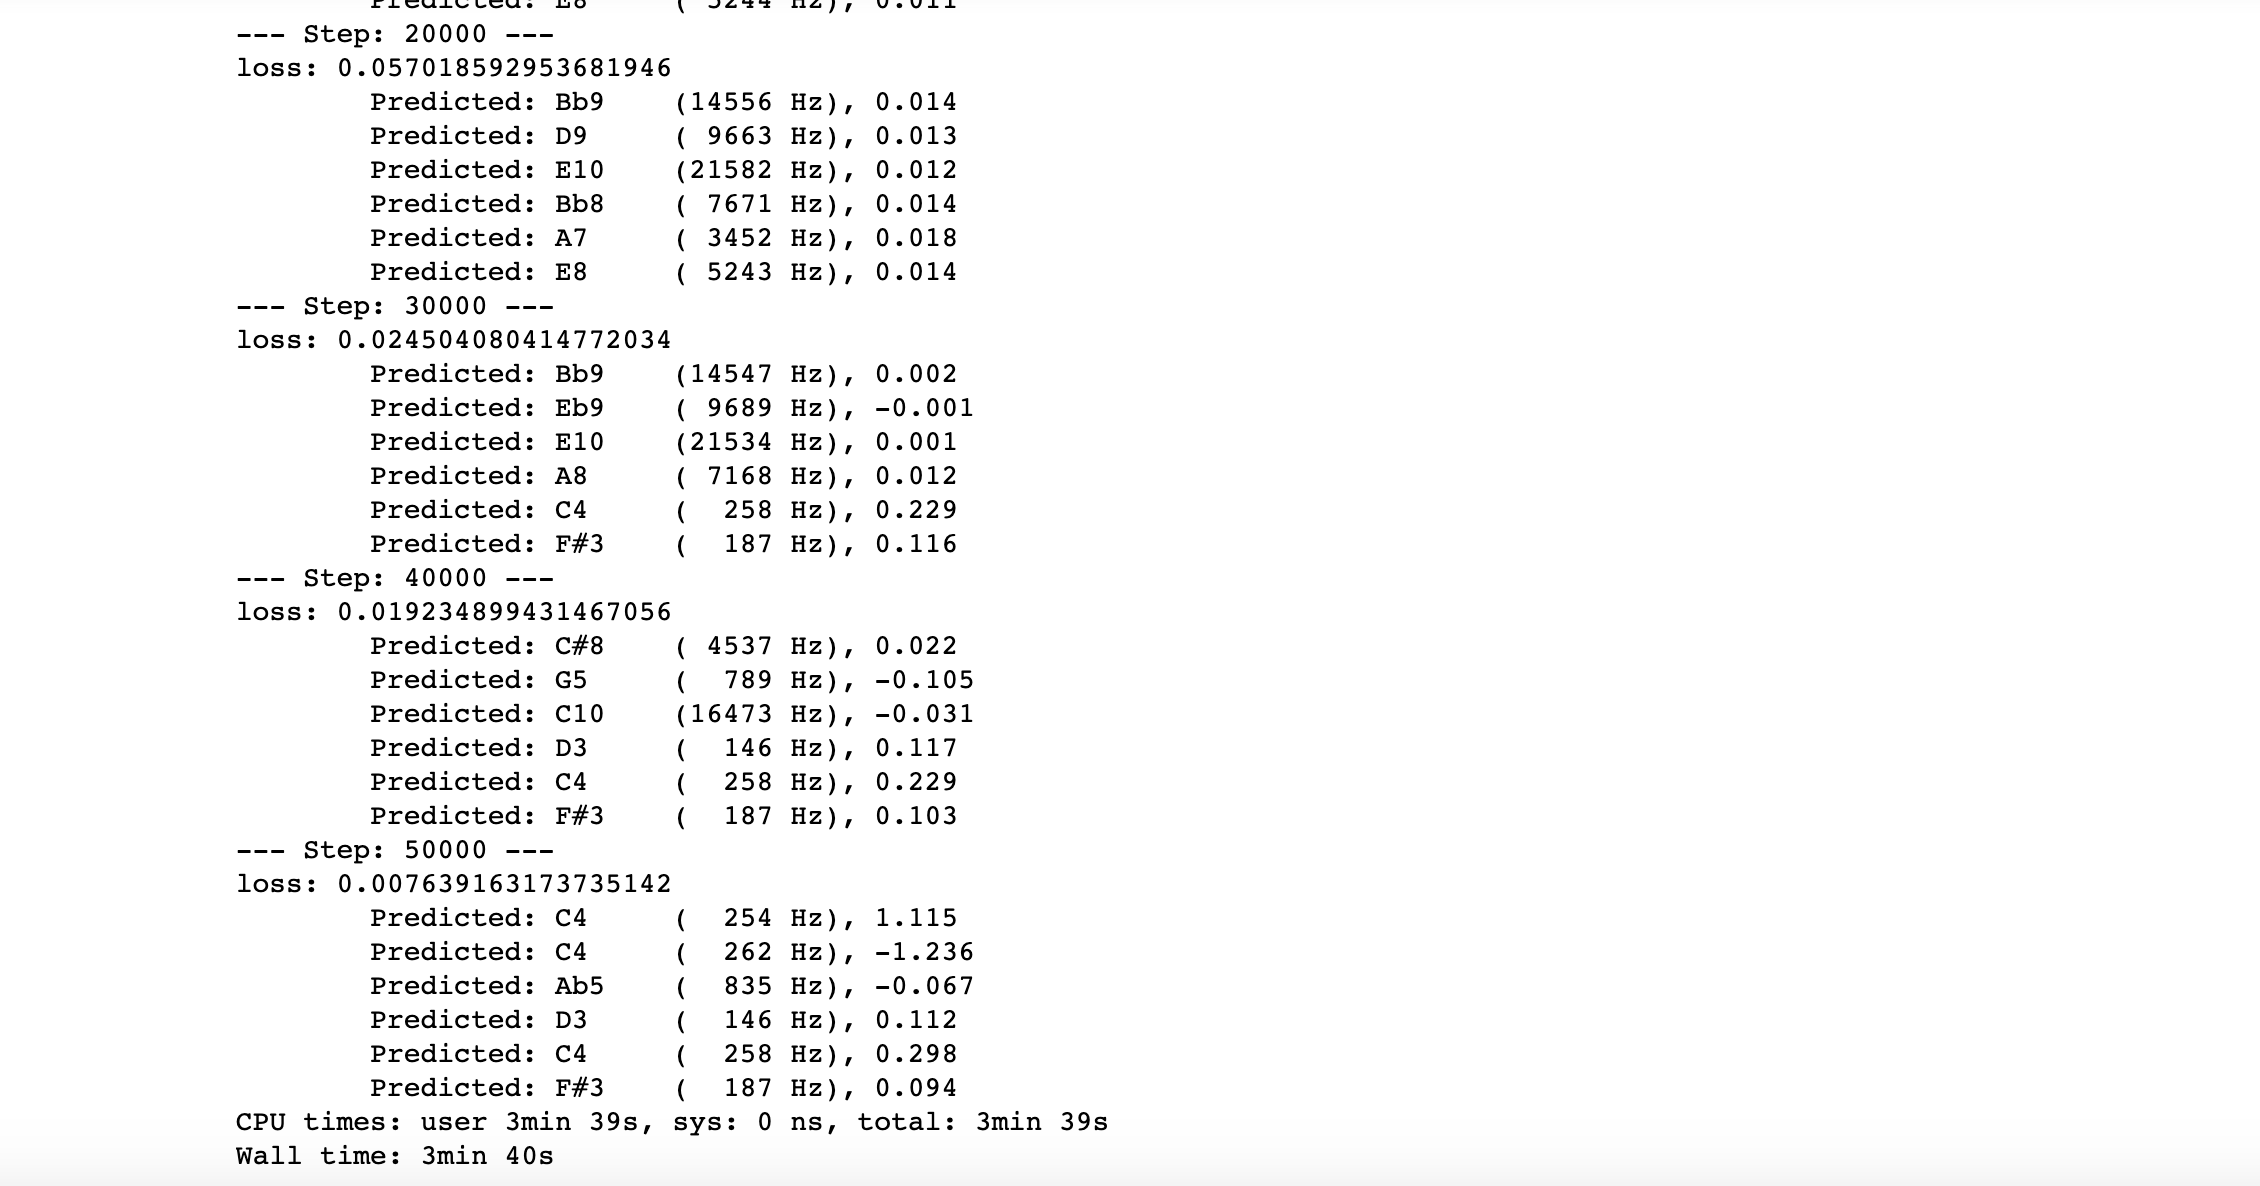 Predicted: E8 ( 5244 Hz), 0.011
--- Step: 20000 ---
loss: 0.057018592953681946
Predicted: Bb9 (14556 Hz), 0.014
Predicted: D9 ( 9663 Hz), 0.013
Predicted: E10 (21582 Hz), 0.012
Predicted: Bb8 ( 7671 Hz), 0.014
Predicted: A7 ( 3452 Hz), 0.018
Predicted: E8 ( 5243 Hz), 0.014
--- Step: 30000 ---
loss: 0.024504080414772034
Predicted: Bb9 (14547 Hz), 0.002
Predicted: Eb9 ( 9689 Hz), -0.001
Predicted: E10 (21534 Hz), 0.001
Predicted: A8 ( 7168 Hz), 0.012
Predicted: C4 ( 258 Hz), 0.229
Predicted: F#3 ( 187 Hz), 0.116
--- Step: 40000 ---
loss: 0.019234899431467056
Predicted: C#8 ( 4537 Hz), 0.022
Predicted: G5 ( 789 Hz), -0.105
Predicted: C10 (16473 Hz), -0.031
Predicted: D3 ( 146 Hz), 0.117
Predicted: C4 ( 258 Hz), 0.229
Predicted: F#3 ( 187 Hz), 0.103
--- Step: 50000 ---
loss: 0.007639163173735142
Predicted: C4 ( 254 Hz), 1.115
Predicted: C4 ( 262 Hz), -1.236
Predicted: Ab5 ( 835 Hz), -0.067
Predicted: D3 ( 146 Hz), 0.112
Predicted: C4 ( 258 Hz), 0.298
Predicted: F#3 ( 187 Hz), 0.094
CPU times: user 3min 39s, sys: 0 ns, total: 3min 39s
Wall time: 3min 40s